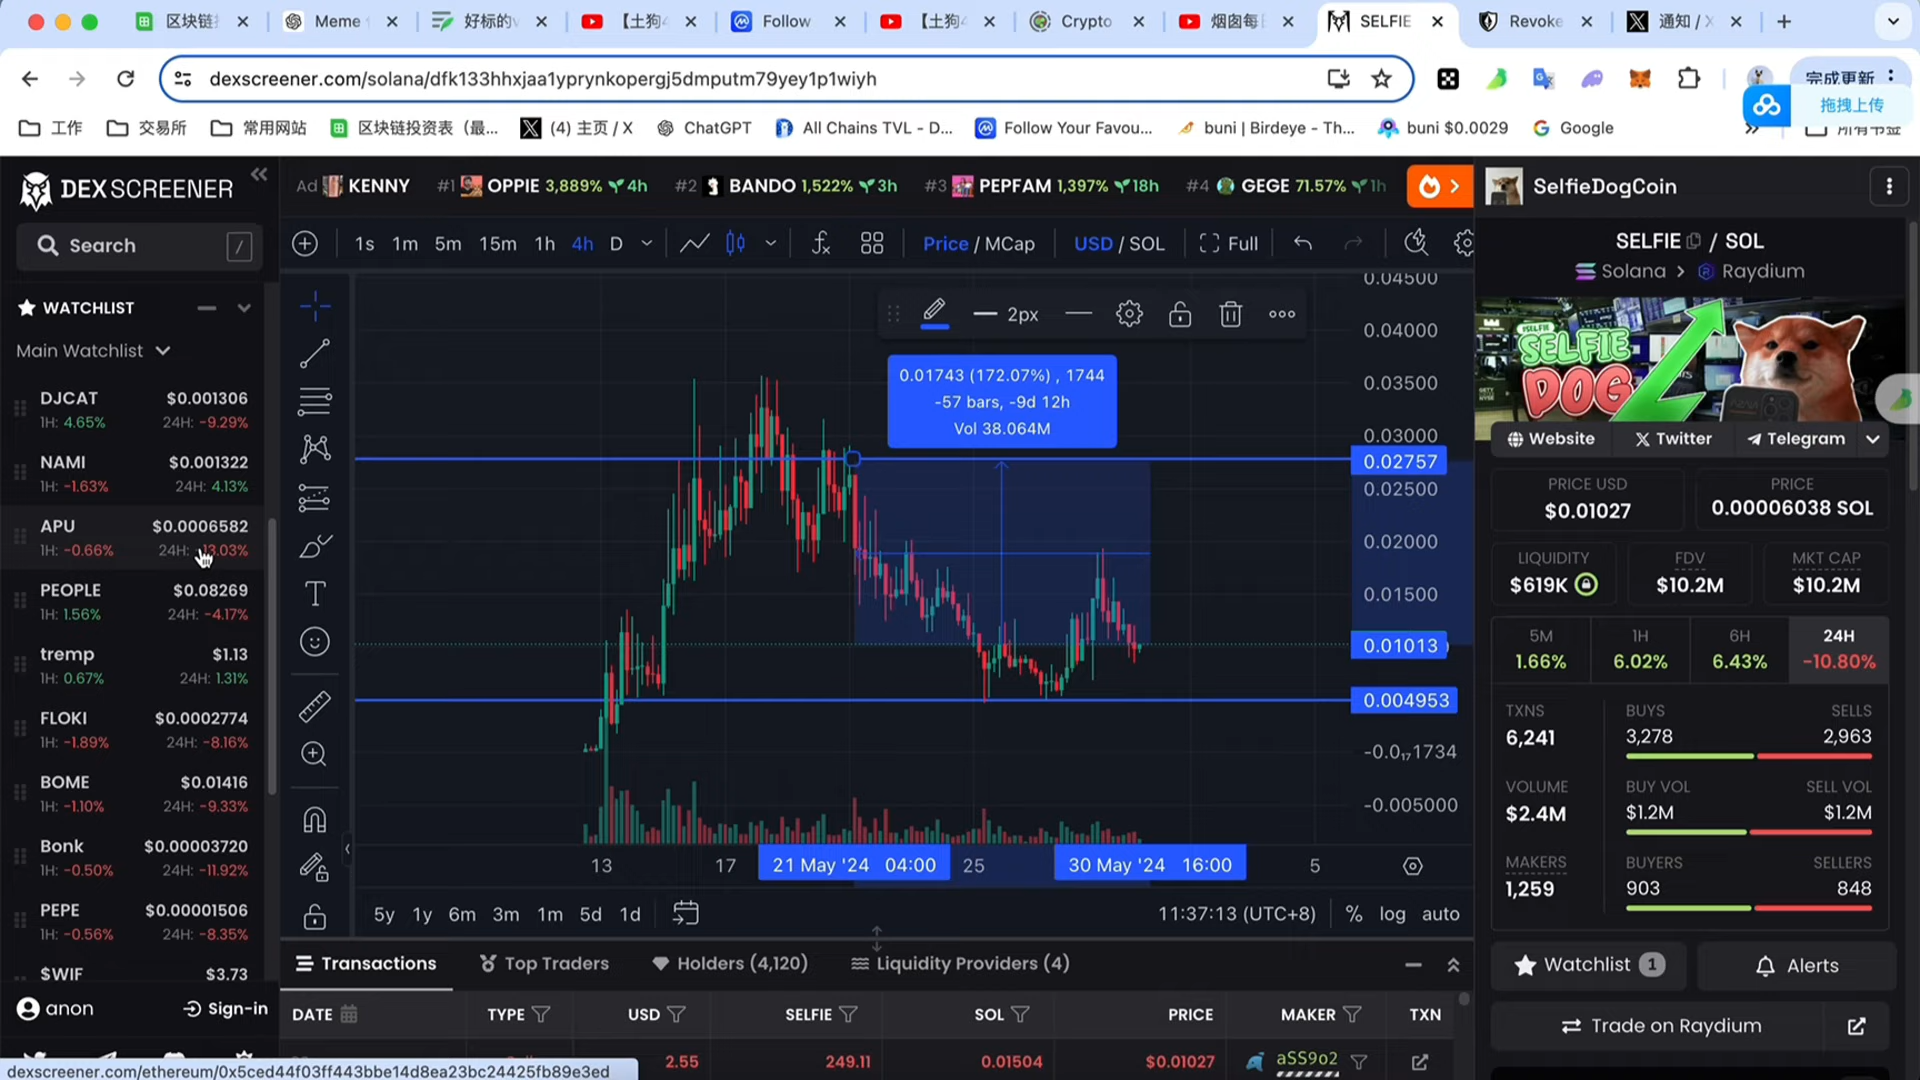 区块链
Meme
好标的
【土狗
Follow
【土狗
Crypto
烟囱每
SELFIE
Revoke
通知 / X
dexscreener.com/solana/dfk133hhxjaa1yprynkopergj5dmputm79yey1p1wiyh
完成更新
拖拽上传
工作
交易所
常用网站
区块链投资表（最...
(4) 主页 / X
ChatGPT
All Chains TVL - D...
Follow Your Favou...
buni | Birdeye - Th...
buni $0.0029
Google
所有书签
DEX SCREENER
Search /
WATCHLIST
Main Watchlist
DJCAT $0.001306
1H: 4.65% 24H: -9.29%
NAMI $0.001322
1H: -1.63% 24H: 4.13%
APU $0.0006582
1H: -0.66% 24H: -13.03%
PEOPLE $0.08269
1H: 1.56% 24H: -4.17%
tremp $1.13
1H: 0.67% 24H: 1.31%
FLOKI $0.0002774
1H: -1.89% 24H: -8.16%
BOME $0.01416
1H: -1.10% 24H: -9.33%
Bonk $0.00003720
1H: -0.50% 24H: -11.92%
PEPE $0.00001506
1H: -0.56% 24H: -8.35%
$WIF $3.73
anon Sign-in
dexscreener.com/ethereum/0x5ced44f03ff443bbe14d8ea23bc24425fb89e3ed
Ad KENNY #1 OPPIE 3,889% 4h #2 BANDO 1,522% 3h #3 PEPFAM 1,397% 18h #4 GEGE 71.57% 1h
1s 1m 5m 15m 1h 4h D Price / MCap USD / SOL Full
2px
0.01743 (172.07%) , 1744
-57 bars, -9d 12h
Vol 38.064M
0.04500
0.04000
0.03500
0.03000
0.02757
0.02500
0.02000
0.01500
0.01013
0.004953
-0.0₁₇1734
-0.005000
13 17 21 May '24 04:00 25 30 May '24 16:00 5
5y 1y 6m 3m 1m 5d 1d 11:37:13 (UTC+8) % log auto
Transactions Top Traders Holders (4,120) Liquidity Providers (4)
DATE TYPE USD SELFIE SOL PRICE MAKER TXN
2.55 249.11 0.01504 $0.01027 aSS9o2
SelfieDogCoin
SELFIE / SOL
Solana > Raydium
#SELFIE
SELFIE
DOG
Website Twitter Telegram
PRICE USD
$0.01027
PRICE
0.00006038 SOL
LIQUIDITY
$619K
FDV
$10.2M
MKT CAP
$10.2M
5M 1H 6H 24H
1.66% 6.02% 6.43% -10.80%
TXNS
6,241
BUYS SELLS
3,278 2,963
VOLUME
$2.4M
BUY VOL SELL VOL
$1.2M $1.2M
MAKERS
1,259
BUYERS SELLERS
903 848
Watchlist 1 Alerts
Trade on Raydium